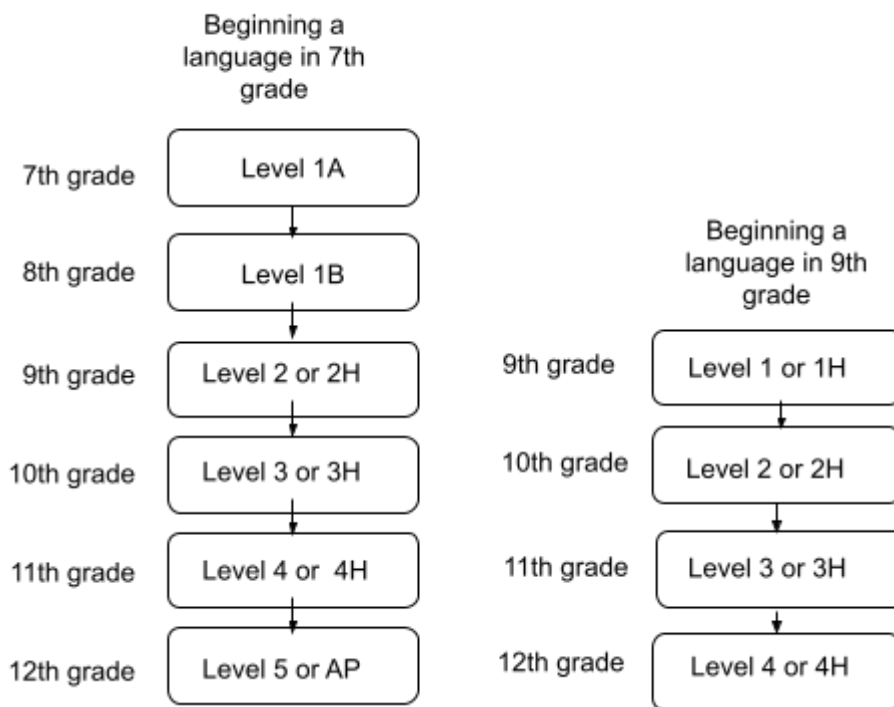 Beginning a
language in 7th
grade
7th grade
Level 1A
8th grade
Level 1B
9th grade
Level 2 or 2H
10th grade
Level 3 or 3H
11th grade
Level 4 or 4H
12th grade
Level 5 or AP
Beginning a
language in 9th
grade
9th grade
Level 1 or 1H
10th grade
Level 2 or 2H
11th grade
Level 3 or 3H
12th grade
Level 4 or 4H